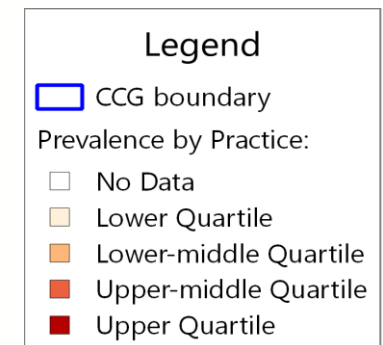 Legend
CCG boundary
Prevalence by Practice:
No Data
Lower Quartile
Lower-middle Quartile
Upper-middle Quartile
Upper Quartile